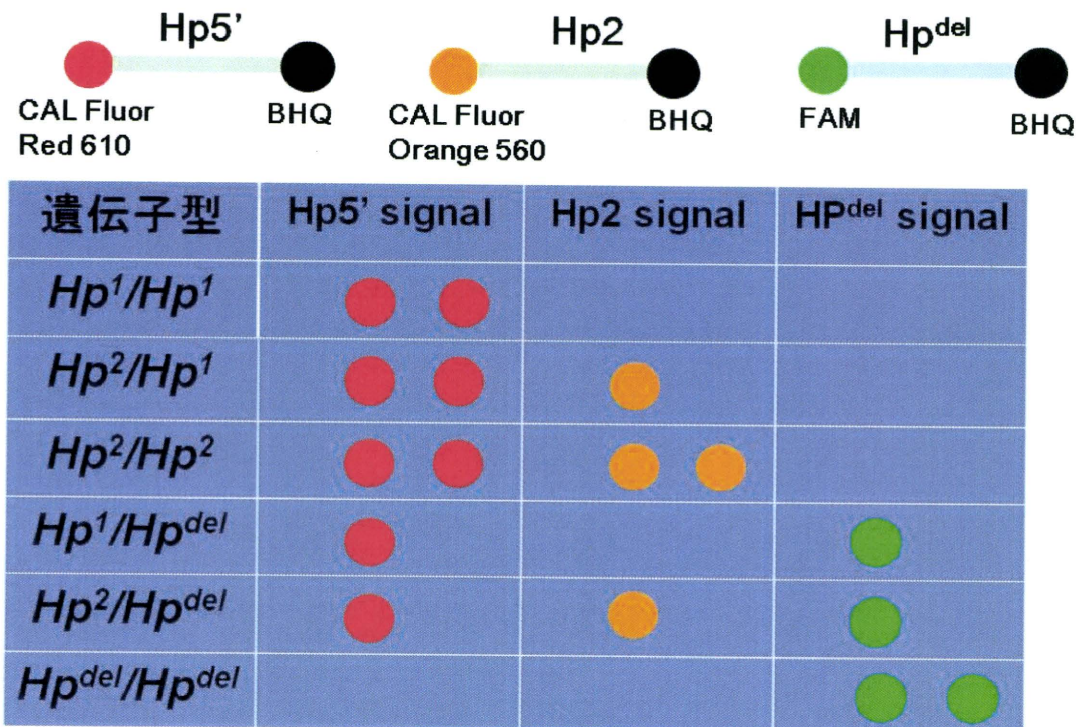 Hp5’
Hp2
Hpᵈᵉˡ
CAL Fluor
Red 610
BHQ
CAL Fluor
Orange 560
BHQ
FAM
BHQ
遺伝子型 Hp5’ signal Hp2 signal HPᵈᵉˡ signal
Hp¹/Hp¹
Hp²/Hp¹
Hp²/Hp²
Hp¹/Hpᵈᵉˡ
Hp²/Hpᵈᵉˡ
Hpᵈᵉˡ/Hpᵈᵉˡ